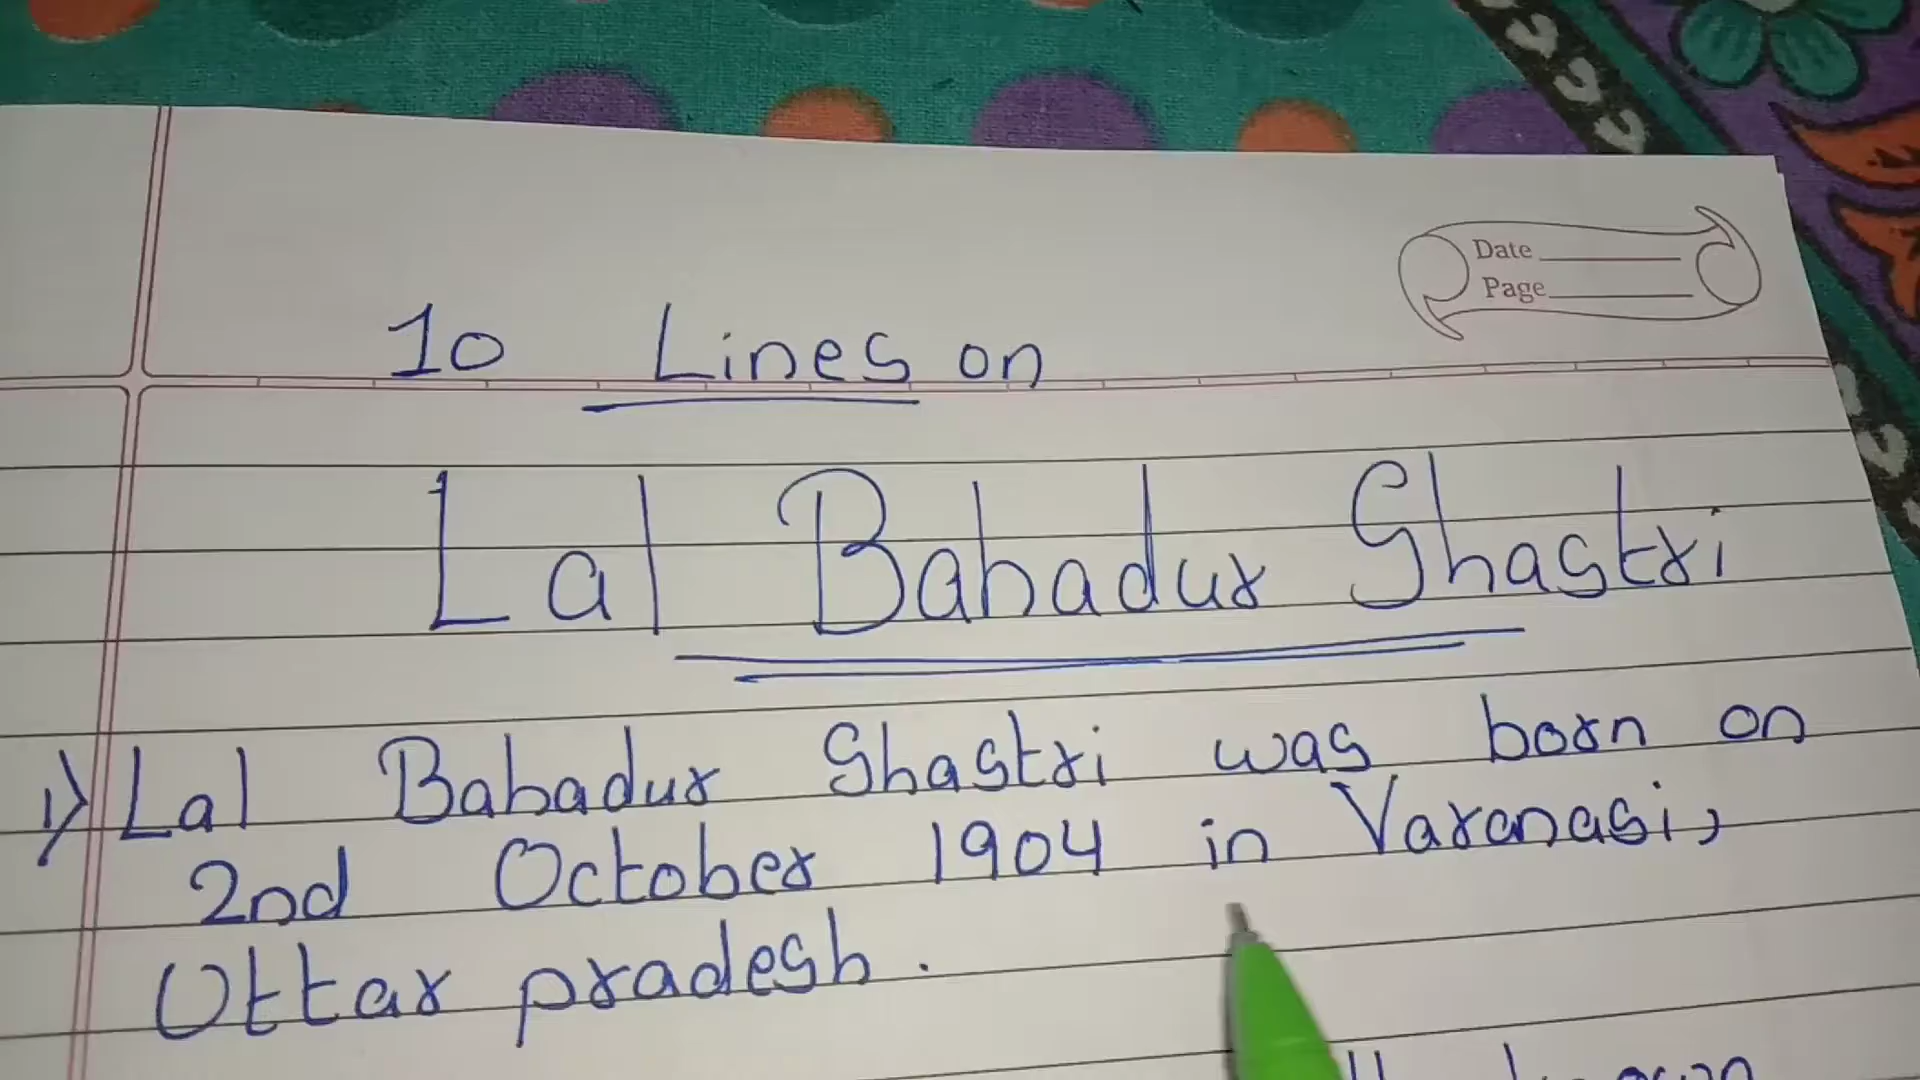 Date
Page
10 Lines on
Lal Bahadur Shastri
1) Lal Bahadur Shastri was born on
2nd October 1904 in Varanasi,
Uttar pradesh.